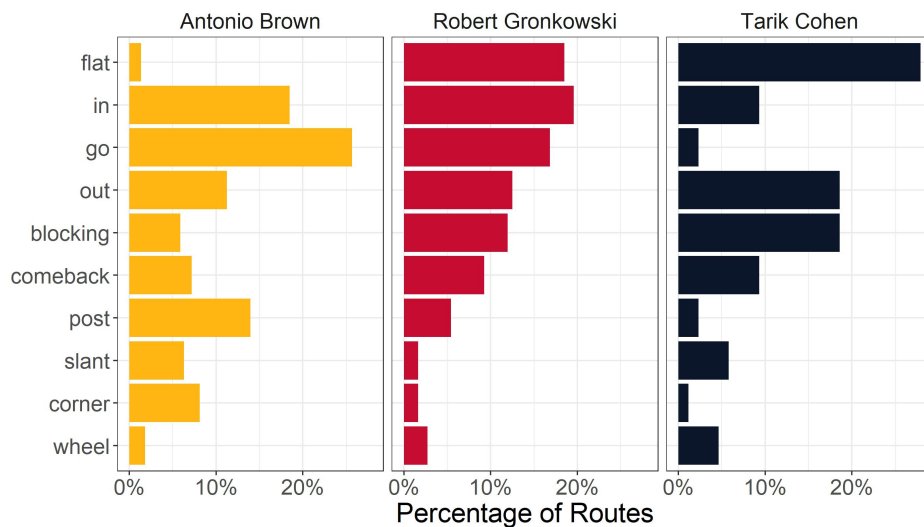 Antonio Brown
Robert Gronkowski
Tarik Cohen
flat
in
go
out
blocking
comeback
post
slant
corner
wheel
0% 10% 20% 0% 10% 20% 0% 10% 20%
Percentage of Routes